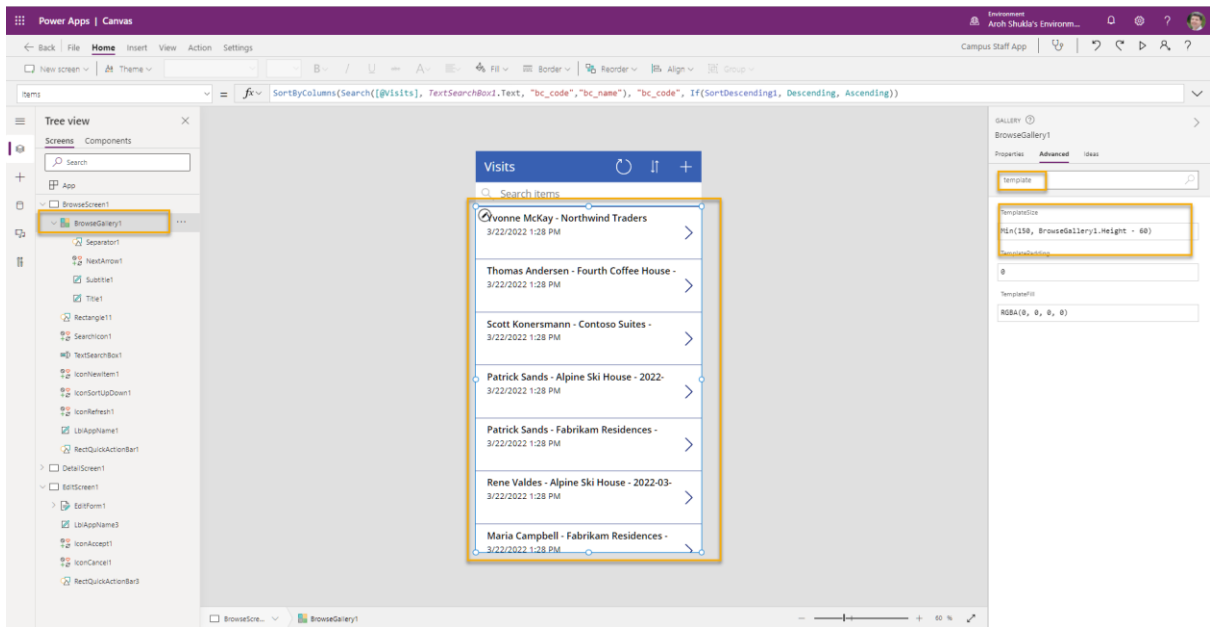 Power Apps | Canvas
Environment
Aroh Shukla's Environm...
?
Back File Home Insert View Action Settings
Campus Staff App
?
New screen Theme
B / U A Fill Border Reorder Align Group
Items = fx SortByColumns(Search([@Visits], TextSearchBox1.Text, "bc_code","bc_name"), "bc_code", If(SortDescending1, Descending, Ascending))
Tree view
Screens Components
Search
App
BrowseScreen1
BrowseGallery1 ...
Separator1
NextArrow1
Subtitle1
Title1
Rectangle11
SearchIcon1
TextSearchBox1
IconNewItem1
IconSortUpDown1
IconRefresh1
LblAppName1
RectQuickActionBar1
DetailScreen1
EditScreen1
EditForm1
LblAppName3
IconAccept1
IconCancel1
RectQuickActionBar3
Visits
Search items
Yvonne McKay - Northwind Traders
3/22/2022 1:28 PM
Thomas Andersen - Fourth Coffee House -
3/22/2022 1:28 PM
Scott Konersmann - Contoso Suites -
3/22/2022 1:28 PM
Patrick Sands - Alpine Ski House - 2022-
3/22/2022 1:28 PM
Patrick Sands - Fabrikam Residences -
3/22/2022 1:28 PM
Rene Valdes - Alpine Ski House - 2022-03-
3/22/2022 1:28 PM
Maria Campbell - Fabrikam Residences -
3/22/2022 1:28 PM
GALLERY ?
BrowseGallery1
Properties Advanced Ideas
template
TemplateSize
Min(150, BrowseGallery1.Height - 60)
TemplatePadding
0
TemplateFill
RGBA(0, 0, 0, 0)
BrowseScre... BrowseGallery1
- + 60 %